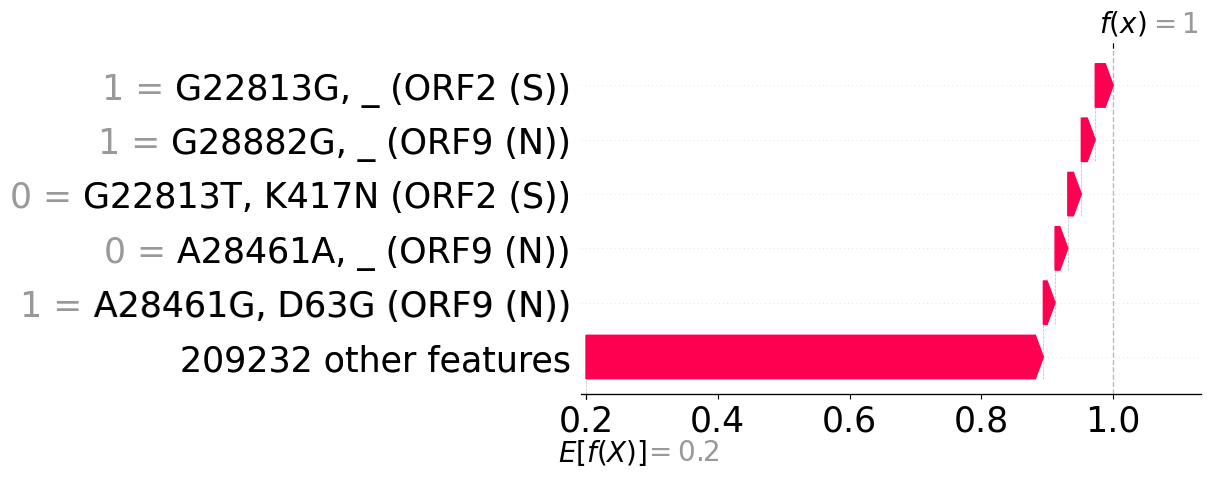 f(x) = 1
1 = G22813G, _ (ORF2 (S))
1 = G28882G, _ (ORF9 (N))
0 = G22813T, K417N (ORF2 (S))
0 = A28461A, _ (ORF9 (N))
1 = A28461G, D63G (ORF9 (N))
209232 other features
0.2 0.4 0.6 0.8 1.0
E[f(X)] = 0.2